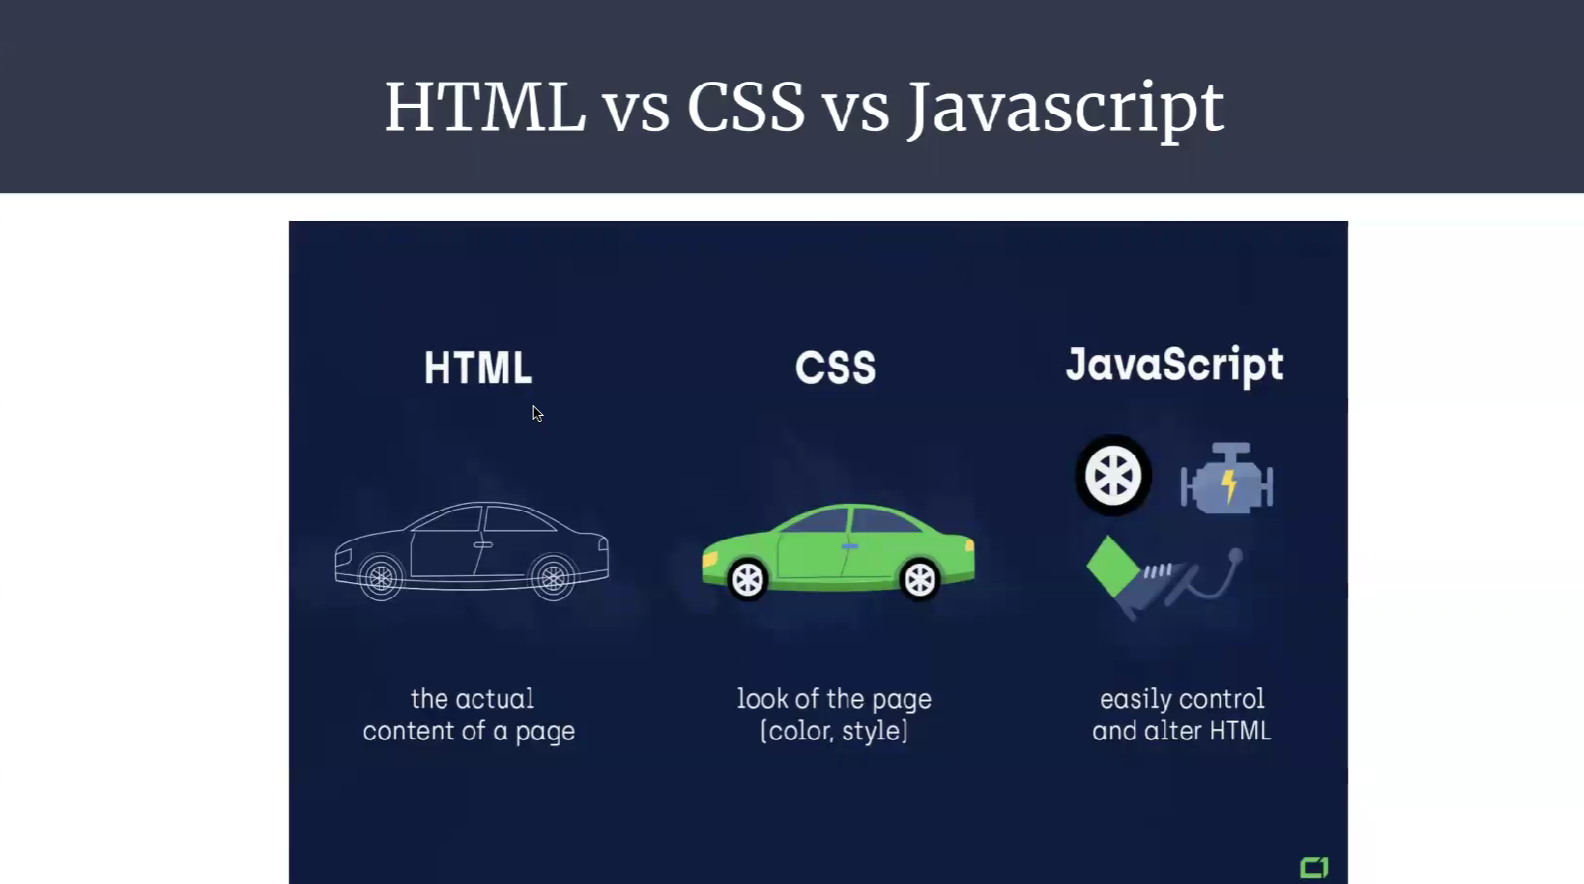 HTML vs CSS vs Javascript
HTML
CSS
JavaScript
the actual
content of a page
look of the page
[color, style]
easily control
and alter HTML